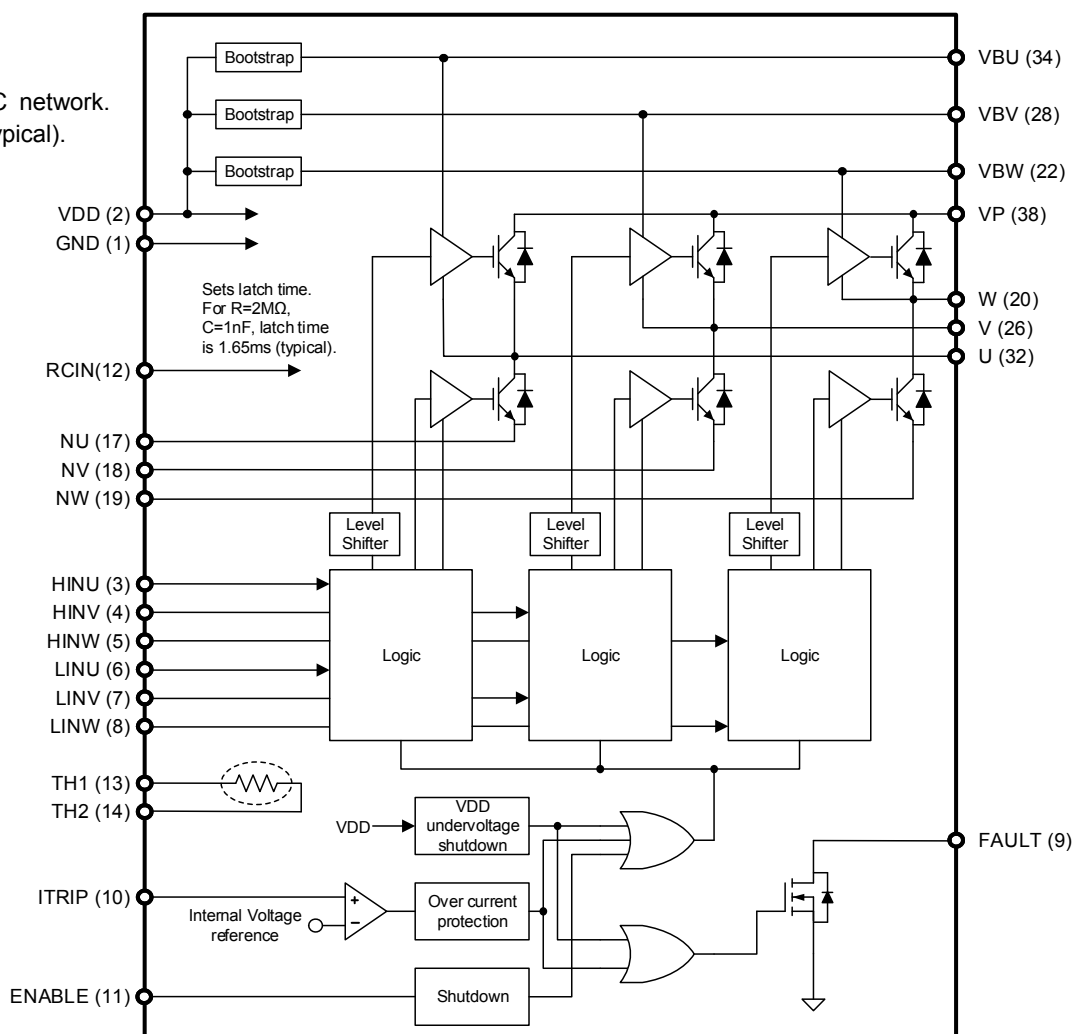 C network.
ypical).
Bootstrap
VBU (34)
Bootstrap
VBV (28)
Bootstrap
VBW (22)
VDD (2)
VP (38)
GND (1)
Sets latch time.
For R=2MΩ,
C=1nF, latch time
is 1.65ms (typical).
W (20)
V (26)
U (32)
RCIN(12)
NU (17)
NV (18)
NW (19)
Level
Shifter
Level
Shifter
Level
Shifter
HINU (3)
HINV (4)
HINW (5)
LINU (6)
LINV (7)
LINW (8)
Logic
Logic
Logic
TH1 (13)
TH2 (14)
VDD
VDD
undervoltage
shutdown
FAULT (9)
ITRIP (10)
+
−
Internal Voltage
reference
Over current
protection
ENABLE (11)
Shutdown